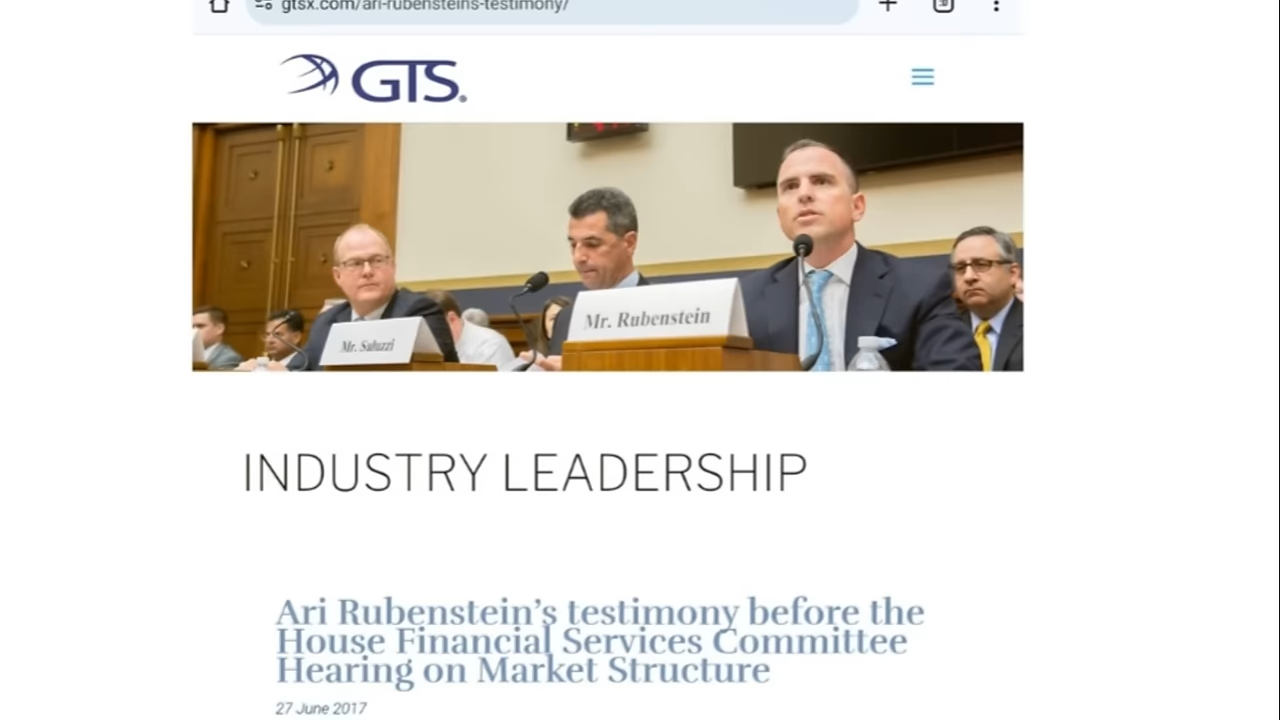 gtsx.com/ari-rubensteins-testimony/
GTS®
Mr. Saluzzi
Mr. Rubenstein
INDUSTRY LEADERSHIP
Ari Rubenstein's testimony before the
House Financial Services Committee
Hearing on Market Structure
27 June 2017